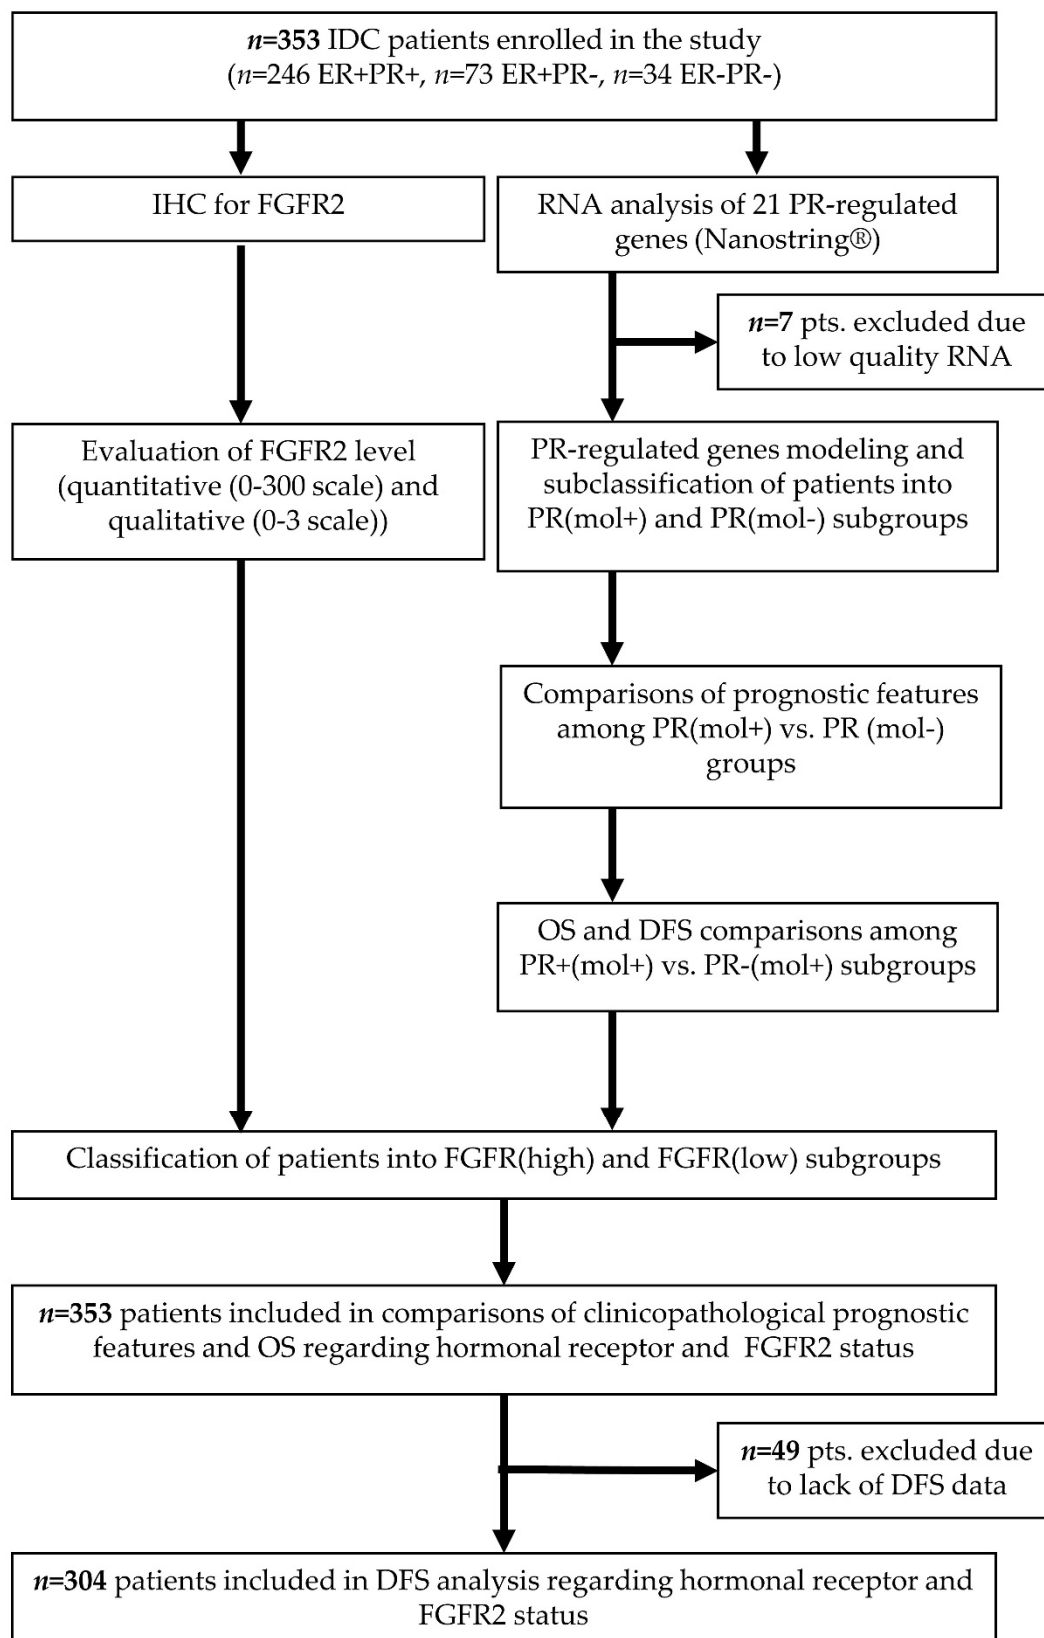 n=353 IDC patients enrolled in the study
(n=246 ER+PR+, n=73 ER+PR-, n=34 ER-PR-)
IHC for FGFR2
RNA analysis of 21 PR-regulated
genes (Nanostring®)
n=7 pts. excluded due
to low quality RNA
Evaluation of FGFR2 level
(quantitative (0-300 scale) and
qualitative (0-3 scale))
PR-regulated genes modeling and
subclassification of patients into
PR(mol+) and PR(mol-) subgroups
Comparisons of prognostic features
among PR(mol+) vs. PR (mol-)
groups
OS and DFS comparisons among
PR+(mol+) vs. PR-(mol+) subgroups
Classification of patients into FGFR(high) and FGFR(low) subgroups
n=353 patients included in comparisons of clinicopathological prognostic
features and OS regarding hormonal receptor and FGFR2 status
n=49 pts. excluded due
to lack of DFS data
n=304 patients included in DFS analysis regarding hormonal receptor and
FGFR2 status